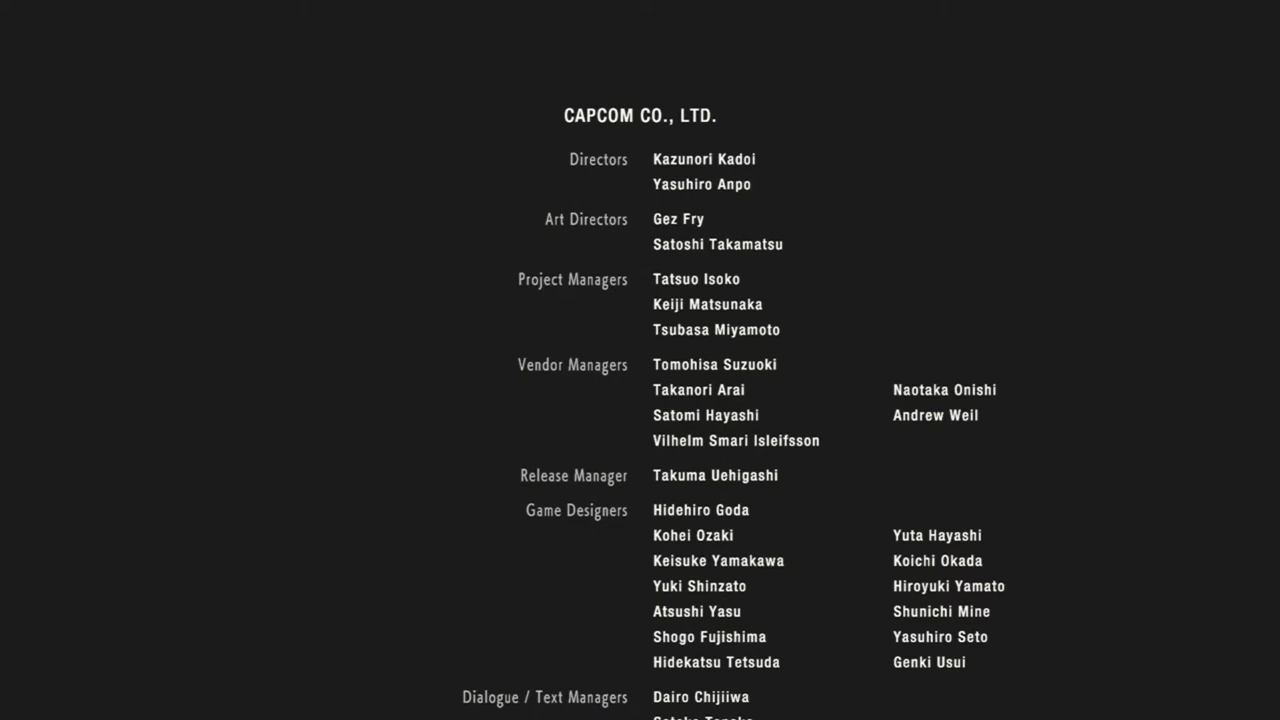 CAPCOM CO., LTD.
Directors Kazunori Kadoi
Yasuhiro Anpo
Art Directors Gez Fry
Satoshi Takamatsu
Project Managers Tatsuo Isoko
Keiji Matsunaka
Tsubasa Miyamoto
Vendor Managers Tomohisa Suzuoki
Takanori Arai Naotaka Onishi
Satomi Hayashi Andrew Weil
Vilhelm Smari Isleifsson
Release Manager Takuma Uehigashi
Game Designers Hidehiro Goda
Kohei Ozaki Yuta Hayashi
Keisuke Yamakawa Koichi Okada
Yuki Shinzato Hiroyuki Yamato
Atsushi Yasu Shunichi Mine
Shogo Fujishima Yasuhiro Seto
Hidekatsu Tetsuda Genki Usui
Dialogue / Text Managers Dairo Chijiiwa